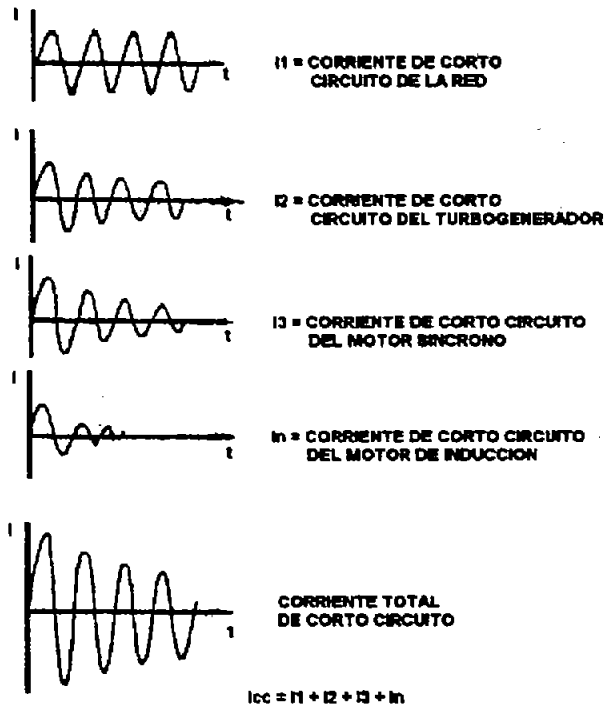 I
t
I1 = CORRIENTE DE CORTO
CIRCUITO DE LA RED
I
t
I2 = CORRIENTE DE CORTO
CIRCUITO DEL TURBOGENERADOR
I
t
I3 = CORRIENTE DE CORTO CIRCUITO
DEL MOTOR SINCRONO
I
t
In = CORRIENTE DE CORTO CIRCUITO
DEL MOTOR DE INDUCCION
I
t
CORRIENTE TOTAL
DE CORTO CIRCUITO
Icc = I1 + I2 + I3 + In